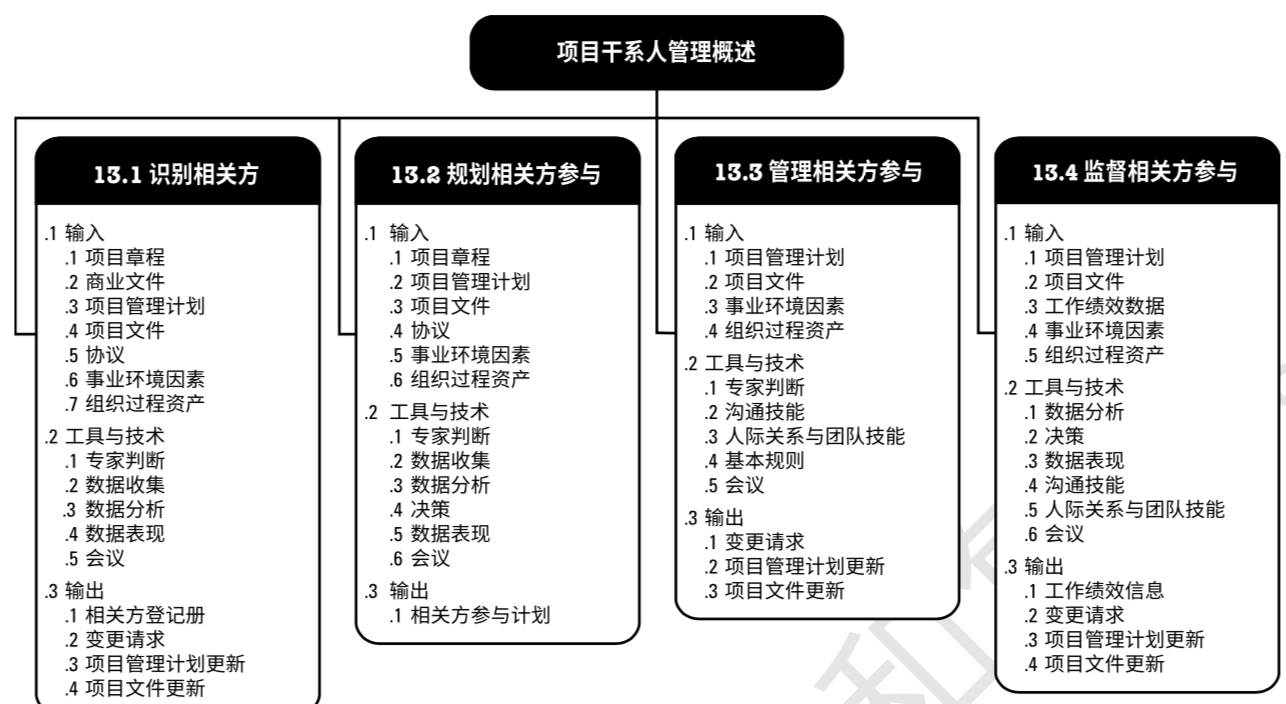 项目干系人管理概述
13.1 识别相关方
.1 输入
.1 项目章程
.2 商业文件
.3 项目管理计划
.4 项目文件
.5 协议
.6 事业环境因素
.7 组织过程资产
.2 工具与技术
.1 专家判断
.2 数据收集
.3 数据分析
.4 数据表现
.5 会议
.3 输出
.1 相关方登记册
.2 变更请求
.3 项目管理计划更新
.4 项目文件更新
13.2 规划相关方参与
.1 输入
.1 项目章程
.2 项目管理计划
.3 项目文件
.4 协议
.5 事业环境因素
.6 组织过程资产
.2 工具与技术
.1 专家判断
.2 数据收集
.3 数据分析
.4 决策
.5 数据表现
.6 会议
.3 输出
.1 相关方参与计划
13.3 管理相关方参与
.1 输入
.1 项目管理计划
.2 项目文件
.3 事业环境因素
.4 组织过程资产
.2 工具与技术
.1 专家判断
.2 沟通技能
.3 人际关系与团队技能
.4 基本规则
.5 会议
.3 输出
.1 变更请求
.2 项目管理计划更新
.3 项目文件更新
13.4 监督相关方参与
.1 输入
.1 项目管理计划
.2 项目文件
.3 工作绩效数据
.4 事业环境因素
.5 组织过程资产
.2 工具与技术
.1 数据分析
.2 决策
.3 数据表现
.4 沟通技能
.5 人际关系与团队技能
.6 会议
.3 输出
.1 工作绩效信息
.2 变更请求
.3 项目管理计划更新
.4 项目文件更新
和